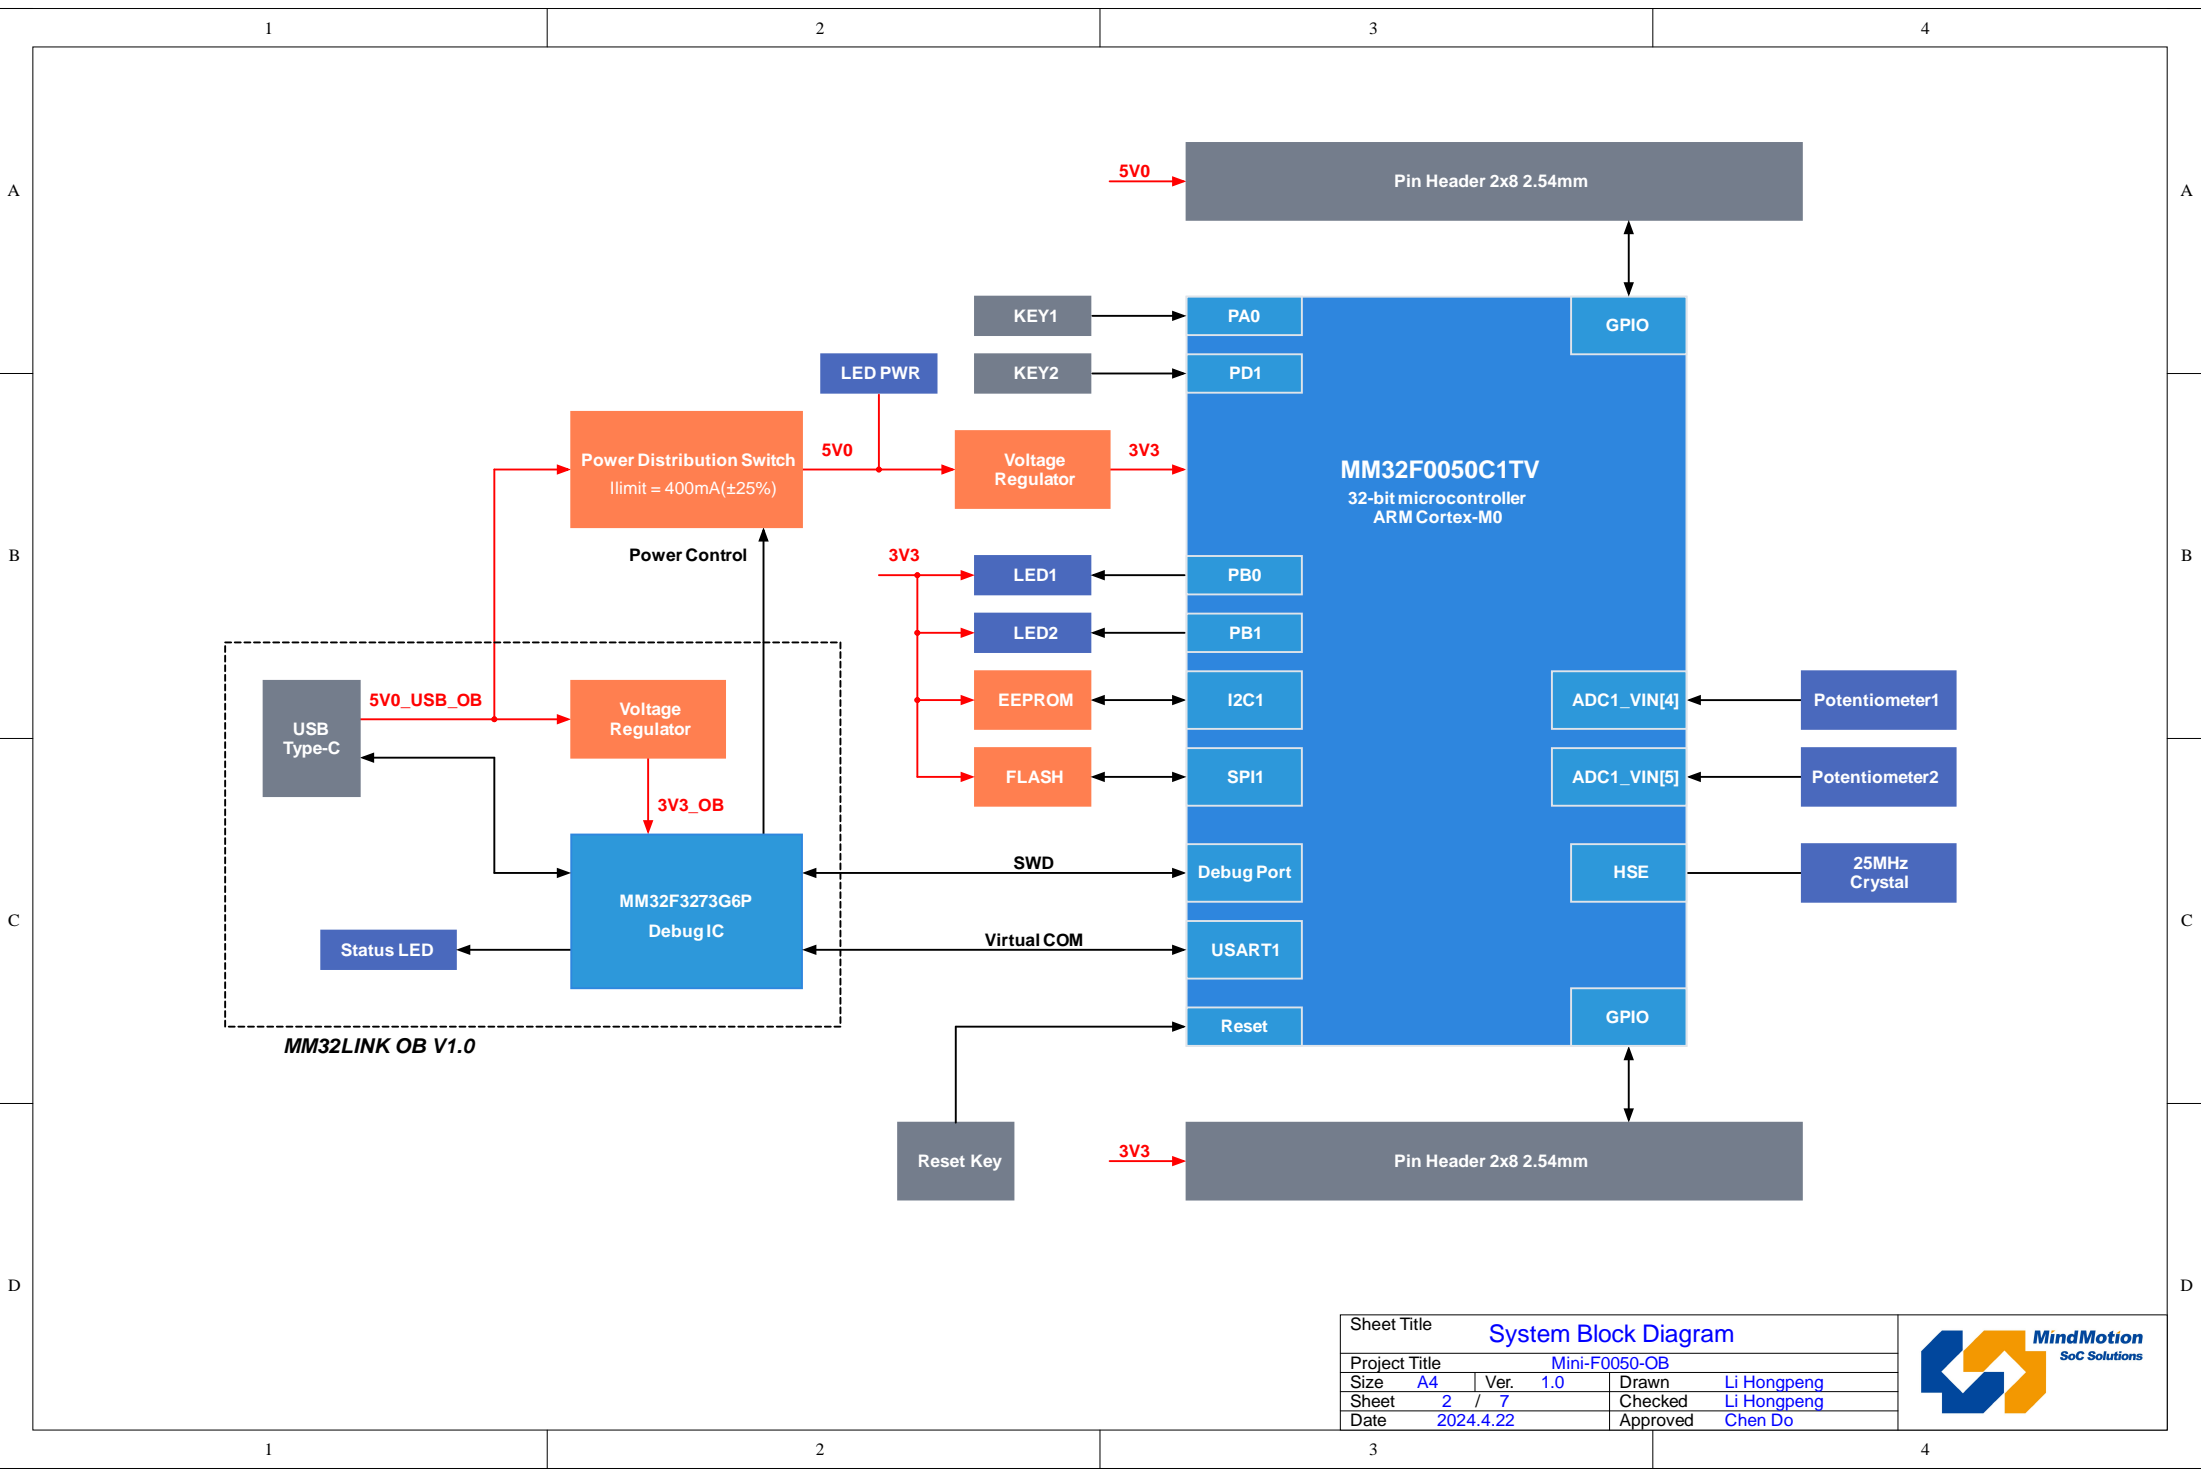 1 2 3 4
A A
5V0
Pin Header 2x8 2.54mm
KEY1
PA0
GPIO
LED PWR
KEY2
PD1
Power Distribution Switch
Ilimit = 400mA(±25%)
5V0
Voltage
Regulator
3V3
MM32F0050C1TV
32-bit microcontroller
ARM Cortex-M0
B B
Power Control
3V3
LED1
PB0
LED2
PB1
USB
Type-C
5V0_USB_OB
Voltage
Regulator
EEPROM
I2C1
ADC1_VIN[4]
Potentiometer1
3V3_OB
FLASH
SPI1
ADC1_VIN[5]
Potentiometer2
SWD
Debug Port
HSE
25MHz
Crystal
C C
MM32F3273G6P
Debug IC
Status LED
Virtual COM
USART1
GPIO
Reset
MM32LINK OB V1.0
Reset Key
3V3
Pin Header 2x8 2.54mm
D D
Sheet Title System Block Diagram
Project Title Mini-F0050-OB
Size A4 Ver. 1.0 Drawn Li Hongpeng
Sheet 2 / 7 Checked Li Hongpeng
Date 2024.4.22 Approved Chen Do
MindMotion
SoC Solutions
1 2 3 4